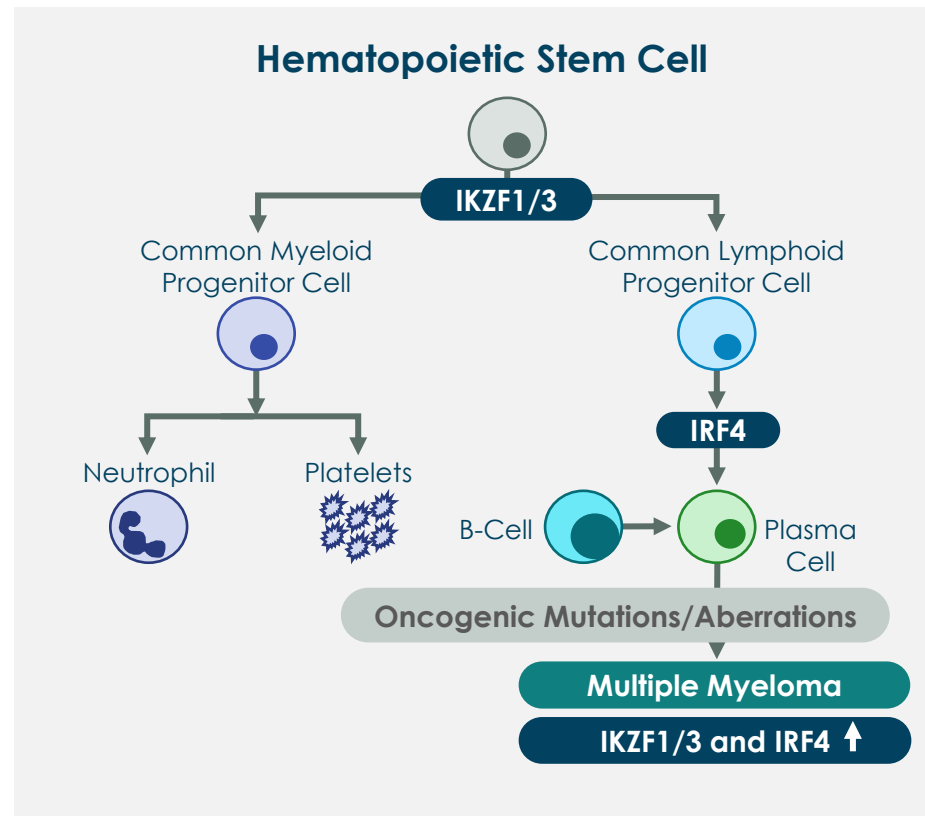 Hematopoietic Stem Cell
IKZF1/3
Common Myeloid
Progenitor Cell
Common Lymphoid
Progenitor Cell
IRF4
Neutrophil
Platelets
B-Cell
Plasma
Cell
Oncogenic Mutations/Aberrations
Multiple Myeloma
IKZF1/3 and IRF4